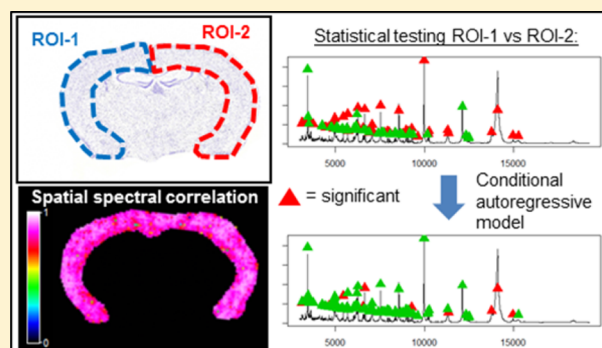 ROI-1
ROI-2
Statistical testing ROI-1 vs ROI-2:
5000
10000
15000
Spatial spectral correlation
1
0
= significant
Conditional
autoregressive
model
5000
10000
15000